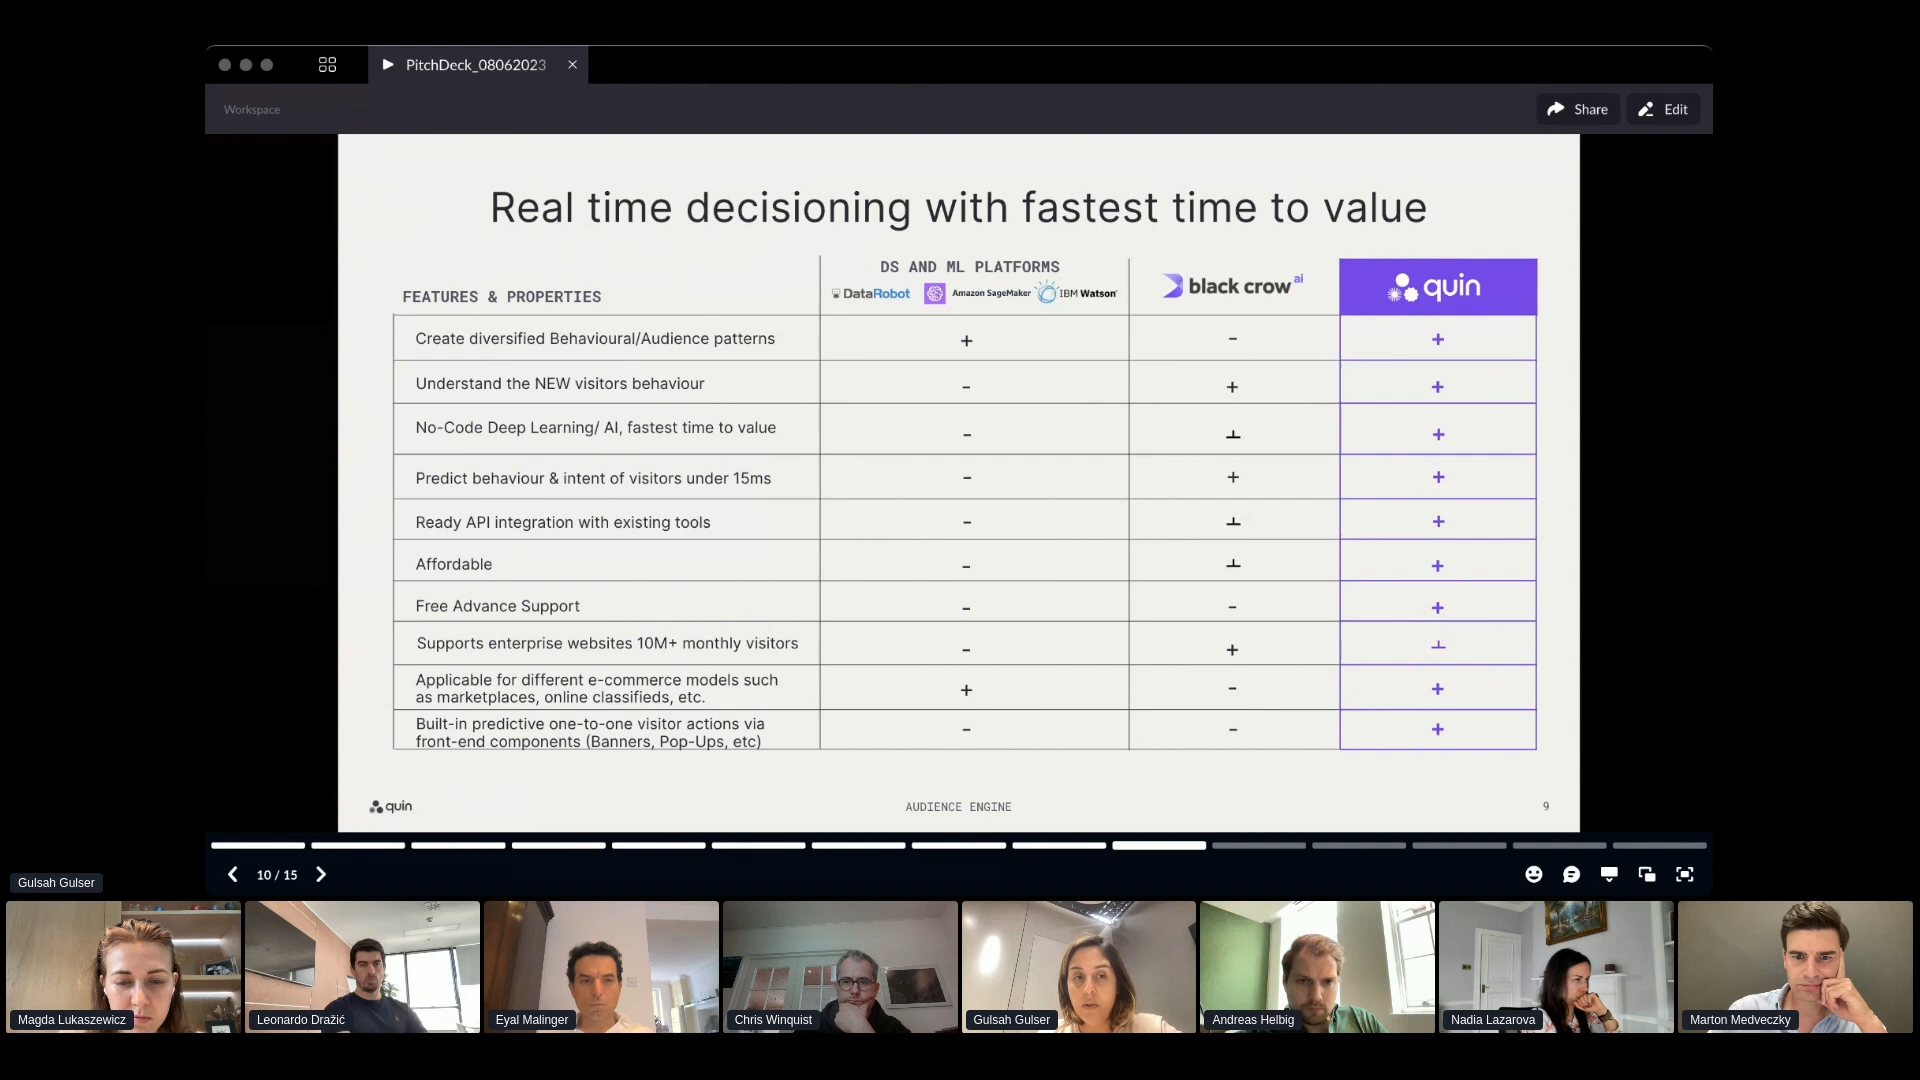 PitchDeck_08062023
Workspace
Share
Edit
Real time decisioning with fastest time to value
FEATURES & PROPERTIES
DS AND ML PLATFORMS
DataRobot Amazon SageMaker IBM Watson
black crow ai
quin
Create diversified Behavioural/Audience patterns + - +
Understand the NEW visitors behaviour - + +
No-Code Deep Learning/ AI, fastest time to value - ┴ +
Predict behaviour & intent of visitors under 15ms - + +
Ready API integration with existing tools - ┴ +
Affordable - ┴ +
Free Advance Support - - +
Supports enterprise websites 10M+ monthly visitors - + ┴
Applicable for different e-commerce models such
as marketplaces, online classifieds, etc. + - +
Built-in predictive one-to-one visitor actions via
front-end components (Banners, Pop-Ups, etc) - - +
quin
AUDIENCE ENGINE
9
10 / 15
Gulsah Gulser
Magda Lukaszewicz
Leonardo Dražić
Eyal Malinger
Chris Winquist
Gulsah Gulser
Andreas Helbig
Nadia Lazarova
Marton Medveczky